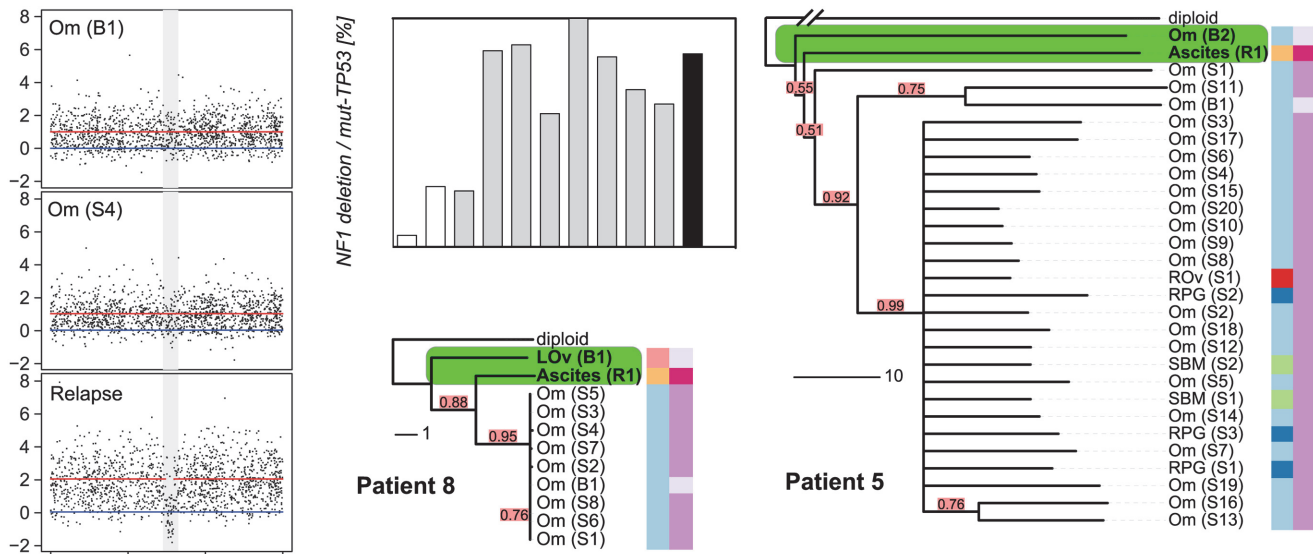 8
6
4
2
0
−2
Om (B1)
8
6
4
2
0
−2
Om (S4)
8
6
4
2
0
−2
Relapse
NF1 deletion / mut-TP53 [%]
diploid
LOv (B1)
Ascites (R1)
Om (S5)
Om (S3)
Om (S4)
Om (S7)
Om (S2)
Om (B1)
Om (S8)
Om (S6)
Om (S1)
0.88
0.95
0.76
1
Patient 8
diploid
Om (B2)
Ascites (R1)
Om (S1)
Om (S11)
Om (B1)
Om (S3)
Om (S17)
Om (S6)
Om (S4)
Om (S15)
Om (S20)
Om (S10)
Om (S9)
Om (S8)
ROv (S1)
RPG (S2)
Om (S2)
Om (S18)
Om (S12)
SBM (S2)
Om (S5)
SBM (S1)
Om (S14)
RPG (S3)
Om (S7)
RPG (S1)
Om (S19)
Om (S16)
Om (S13)
0.55
0.75
0.51
0.92
0.99
0.76
10
Patient 5